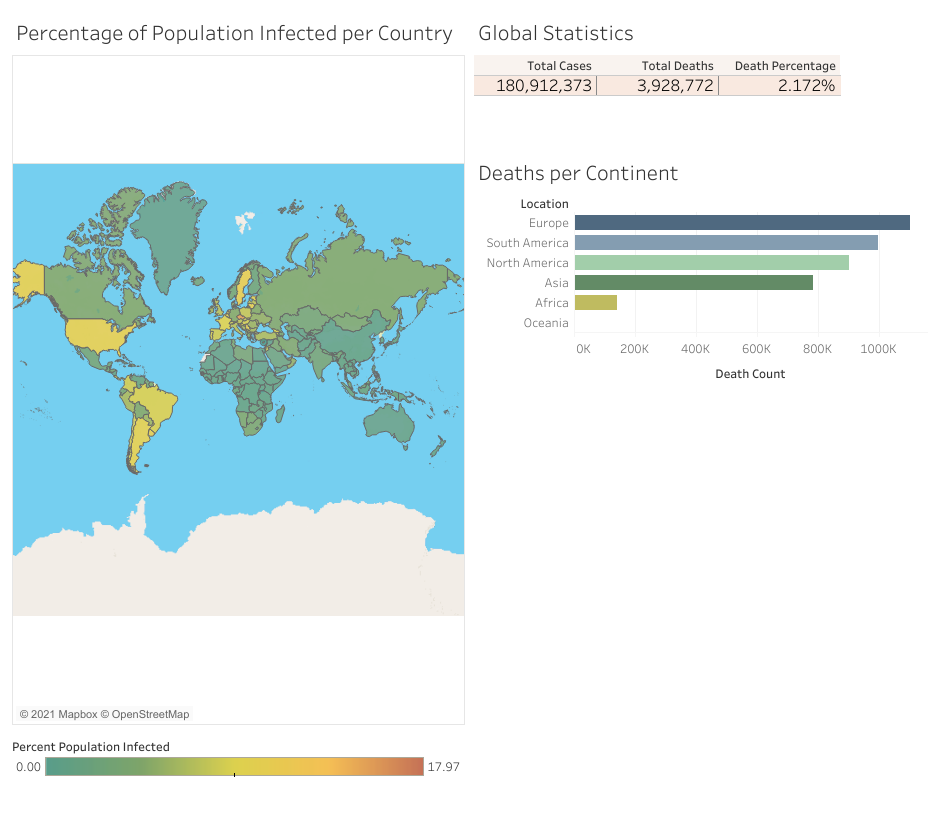 Percentage of Population Infected per Country
© 2021 Mapbox © OpenStreetMap
Percent Population Infected
0.00 17.97
Global Statistics
Total Cases Total Deaths Death Percentage
180,912,373 3,928,772 2.172%
Deaths per Continent
Location
Europe
South America
North America
Asia
Africa
Oceania
0K 200K 400K 600K 800K 1000K
Death Count